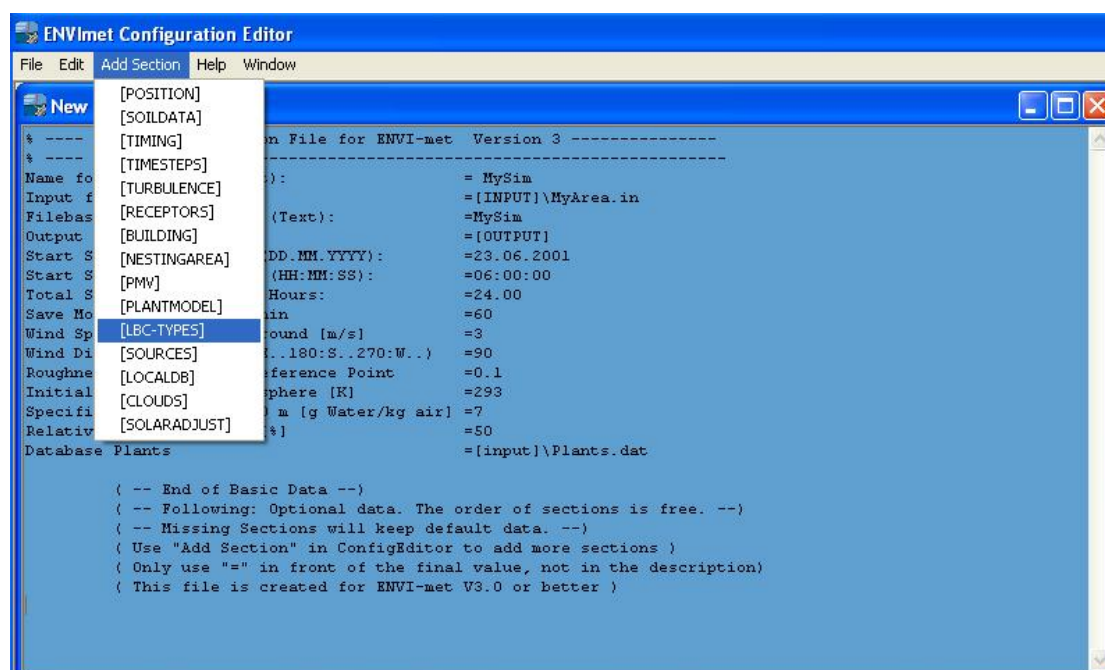 ENVImet Configuration Editor
File Edit Add Section Help Window
[POSITION]
[SOILDATA]
[TIMING]
[TIMESTEPS]
[TURBULENCE]
[RECEPTORS]
[BUILDING]
[NESTINGAREA]
[PMV]
[PLANTMODEL]
[LBC-TYPES]
[SOURCES]
[LOCALDB]
[CLOUDS]
[SOLARADJUST]
New
% ---- n File for ENVI-met Version 3 ---------------
% ---- ------------------------------------------------
Name fo ): = MySim
Input f =[INPUT]\MyArea.in
Filebas (Text): =MySim
Output =[OUTPUT]
Start S DD.MM.YYYY): =23.06.2001
Start S (HH:MM:SS): =06:00:00
Total S Hours: =24.00
Save Mo in =60
Wind Sp ound [m/s] =3
Wind Di ..180:S..270:W..) =90
Roughne ference Point =0.1
Initial phere [K] =293
Specifi m [g Water/kg air] =7
Relativ %] =50
Database Plants =[input]\Plants.dat
( -- End of Basic Data --)
( -- Following: Optional data. The order of sections is free. --)
( -- Missing Sections will keep default data. --)
( Use "Add Section" in ConfigEditor to add more sections )
( Only use "=" in front of the final value, not in the description)
( This file is created for ENVI-met V3.0 or better )